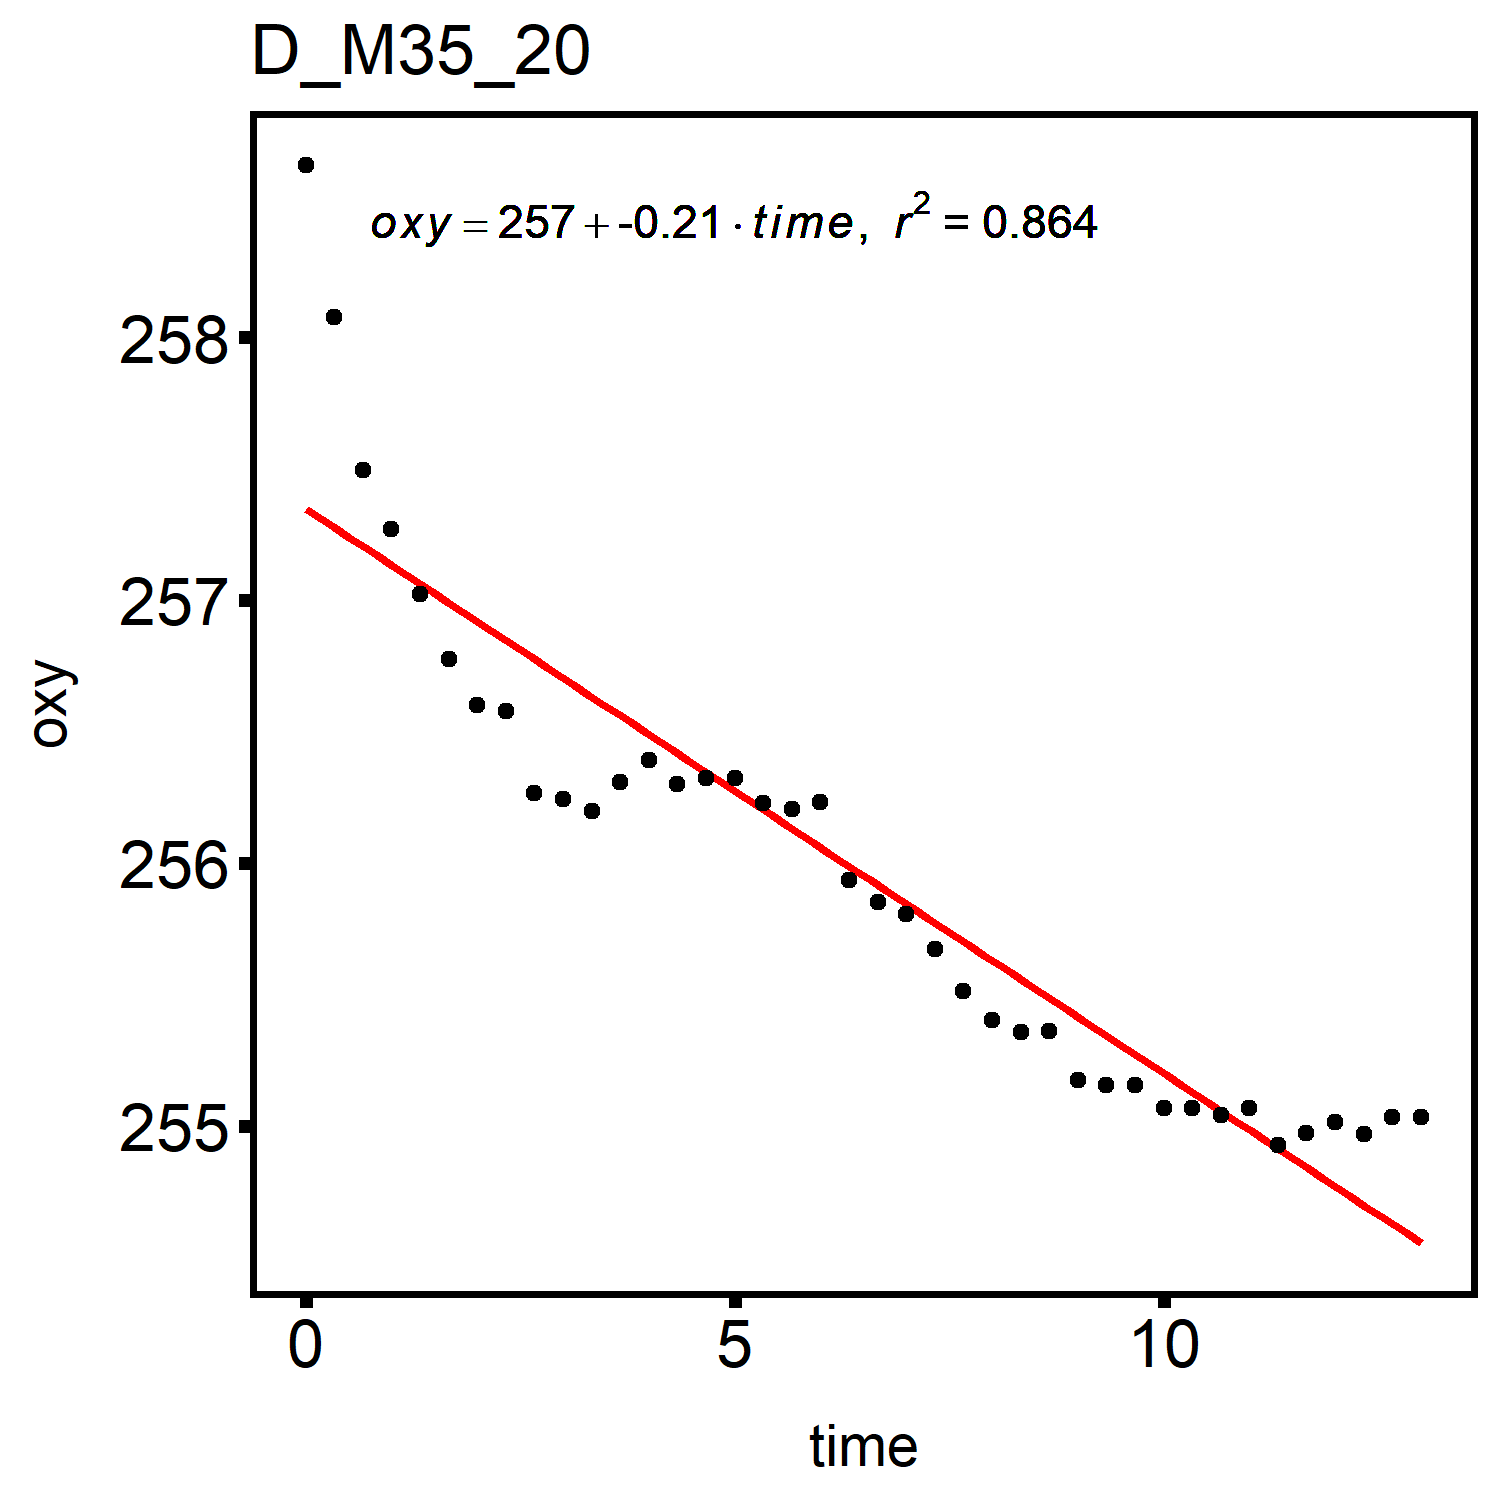 D_M35_20
oxy = 257 + -0.21 · time, r² = 0.864
258
257
256
255
oxy
0 5 10
time